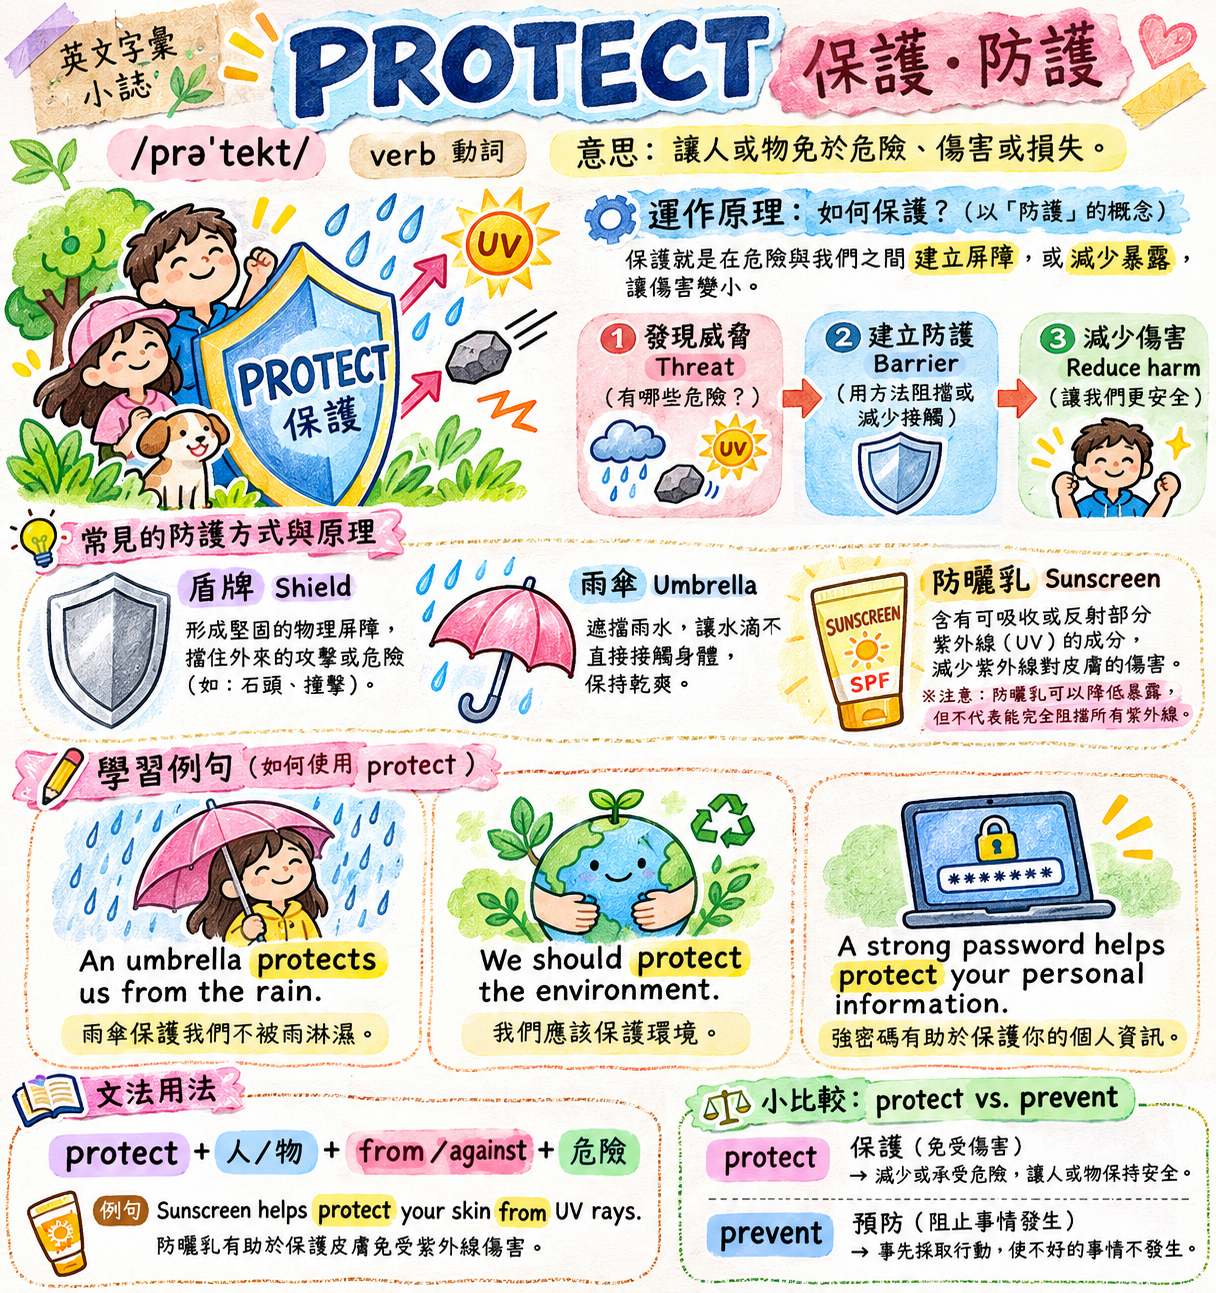 英文字彙
小誌
PROTECT
保護・防護
/prə'tekt/
verb 動詞
意思：讓人或物免於危險、傷害或損失。
UV
PROTECT
保護
運作原理：如何保護？（以「防護」的概念）
保護就是在危險與我們之間建立屏障，或減少暴露，
讓傷害變小。
1 發現威脅
Threat
（有哪些危險？）
UV
2 建立防護
Barrier
（用方法阻擋或
減少接觸）
3 減少傷害
Reduce harm
（讓我們更安全）
常見的防護方式與原理
盾牌 Shield
形成堅固的物理屏障，
擋住外來的攻擊或危險
（如：石頭、撞擊）。
雨傘 Umbrella
遮擋雨水，讓水滴不
直接接觸身體，
保持乾爽。
SUNSCREEN
SPF
防曬乳 Sunscreen
含有可吸收或反射部分
紫外線（UV）的成分，
減少紫外線對皮膚的傷害。
※注意：防曬乳可以降低暴露，
但不代表能完全阻擋所有紫外線。
學習例句（如何使用 protect）
An umbrella protects
us from the rain.
雨傘保護我們不被雨淋濕。
We should protect
the environment.
我們應該保護環境。
*******
A strong password helps
protect your personal
information.
強密碼有助於保護你的個人資訊。
文法用法
protect + 人/物 + from/against + 危險
例句 Sunscreen helps protect your skin from UV rays.
防曬乳有助於保護皮膚免受紫外線傷害。
小比較：protect vs. prevent
protect 保護（免受傷害）
→ 減少或承受危險，讓人或物保持安全。
prevent 預防（阻止事情發生）
→ 事先採取行動，使不好的事情不發生。